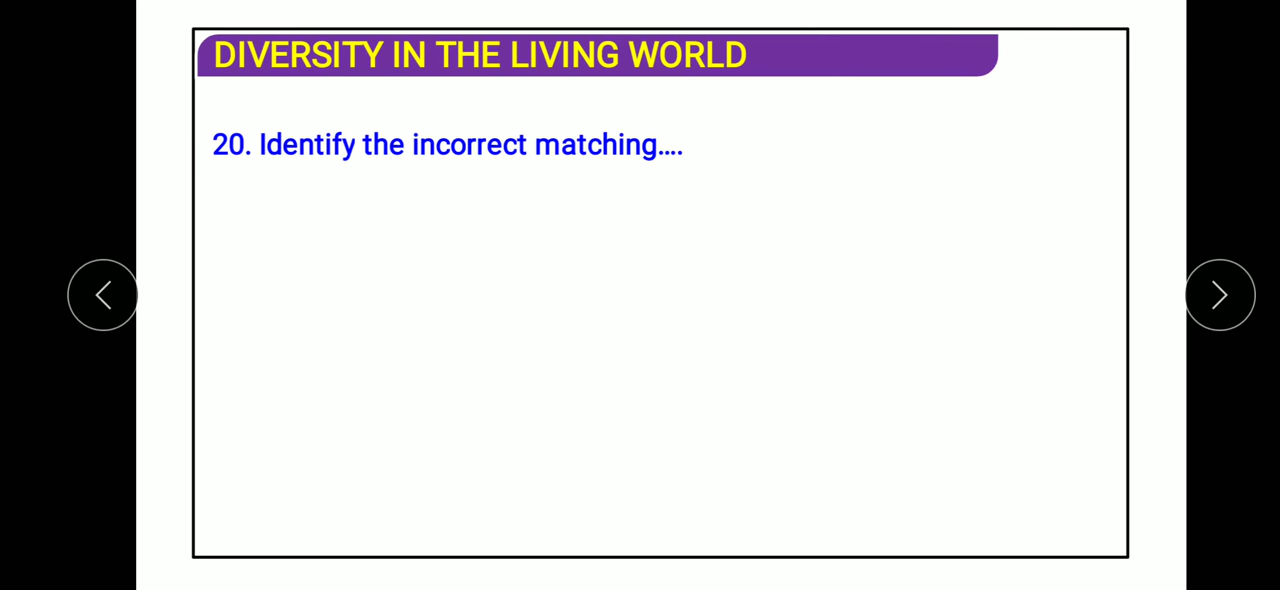 DIVERSITY IN THE LIVING WORLD
20. Identify the incorrect matching....